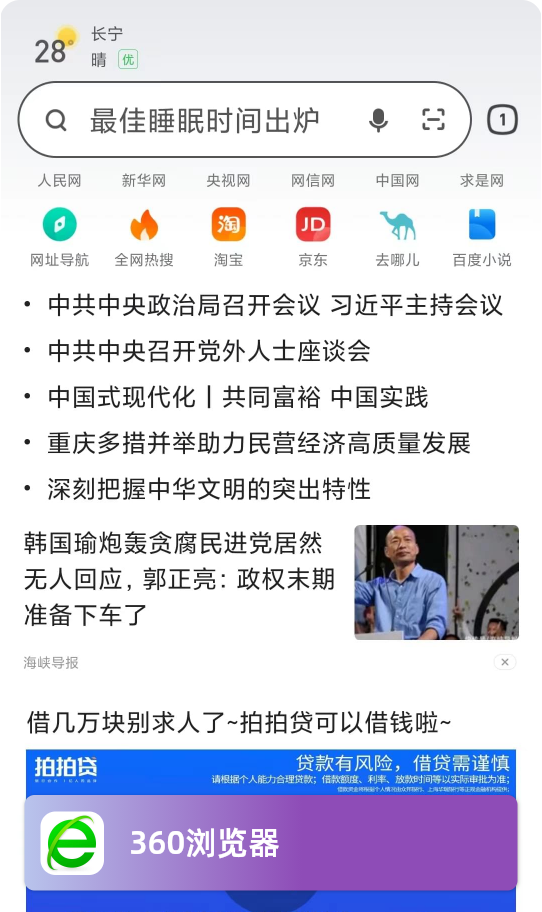 28° 长宁
晴 优
最佳睡眠时间出炉
1
人民网 新华网 央视网 网信网 中国网 求是网
淘 JD
网址导航 全网热搜 淘宝 京东 去哪儿 百度小说
· 中共中央政治局召开会议 习近平主持会议
· 中共中央召开党外人士座谈会
· 中国式现代化丨共同富裕 中国实践
· 重庆多措并举助力民营经济高质量发展
· 深刻把握中华文明的突出特性
韩国瑜炮轰贪腐民进党居然
无人回应，郭正亮：政权末期
准备下车了
海峡导报
借几万块别求人了~拍拍贷可以借钱啦~
拍拍贷
贷款有风险，借贷需谨慎
请根据个人能力合理贷款；借款额度、利率、放款时间等以实际审批为准；
360浏览器